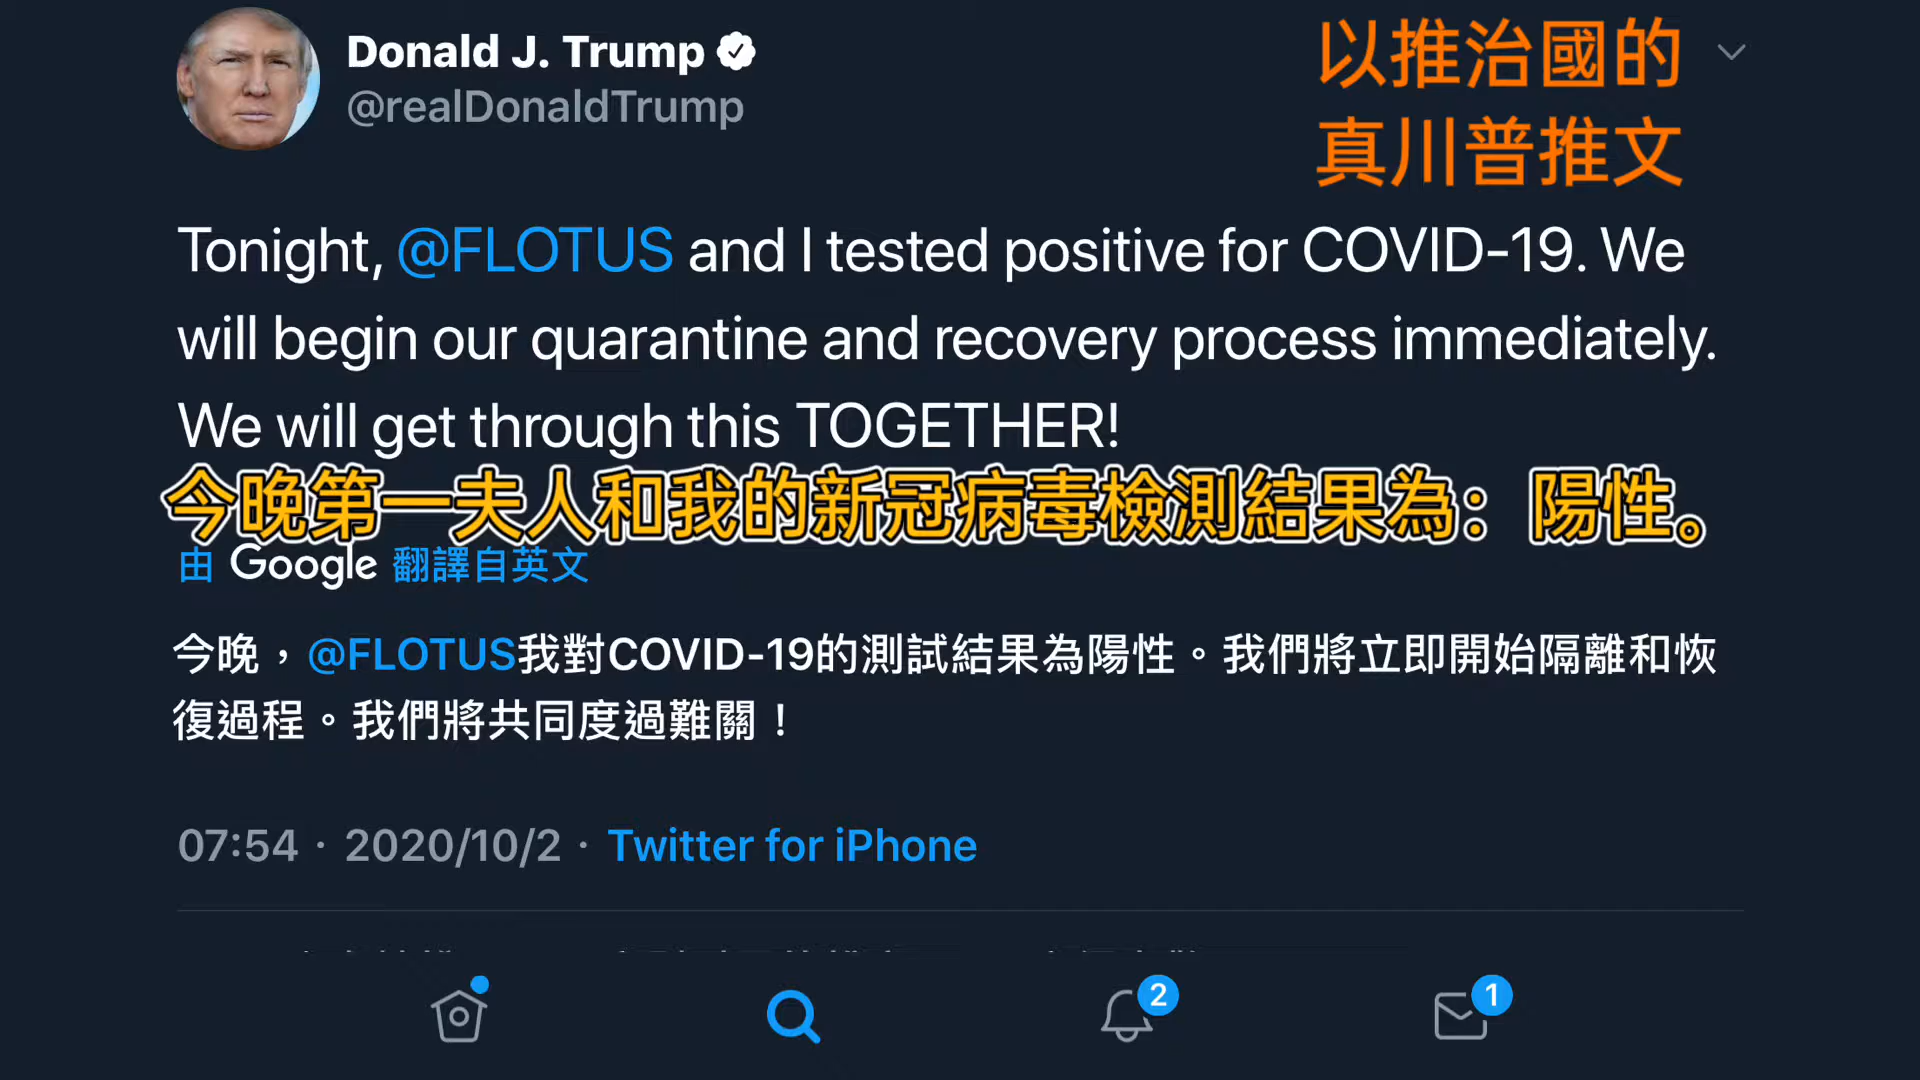 Donald J. Trump
@realDonaldTrump
以推治國的
真川普推文
Tonight, @FLOTUS and I tested positive for COVID-19. We
will begin our quarantine and recovery process immediately.
We will get through this TOGETHER!
今晚第一夫人和我的新冠病毒檢測結果為：陽性。
由 Google 翻譯自英文
今晚，@FLOTUS我對COVID-19的測試結果為陽性。我們將立即開始隔離和恢
復過程。我們將共同度過難關！
07:54 · 2020/10/2 · Twitter for iPhone
2
1